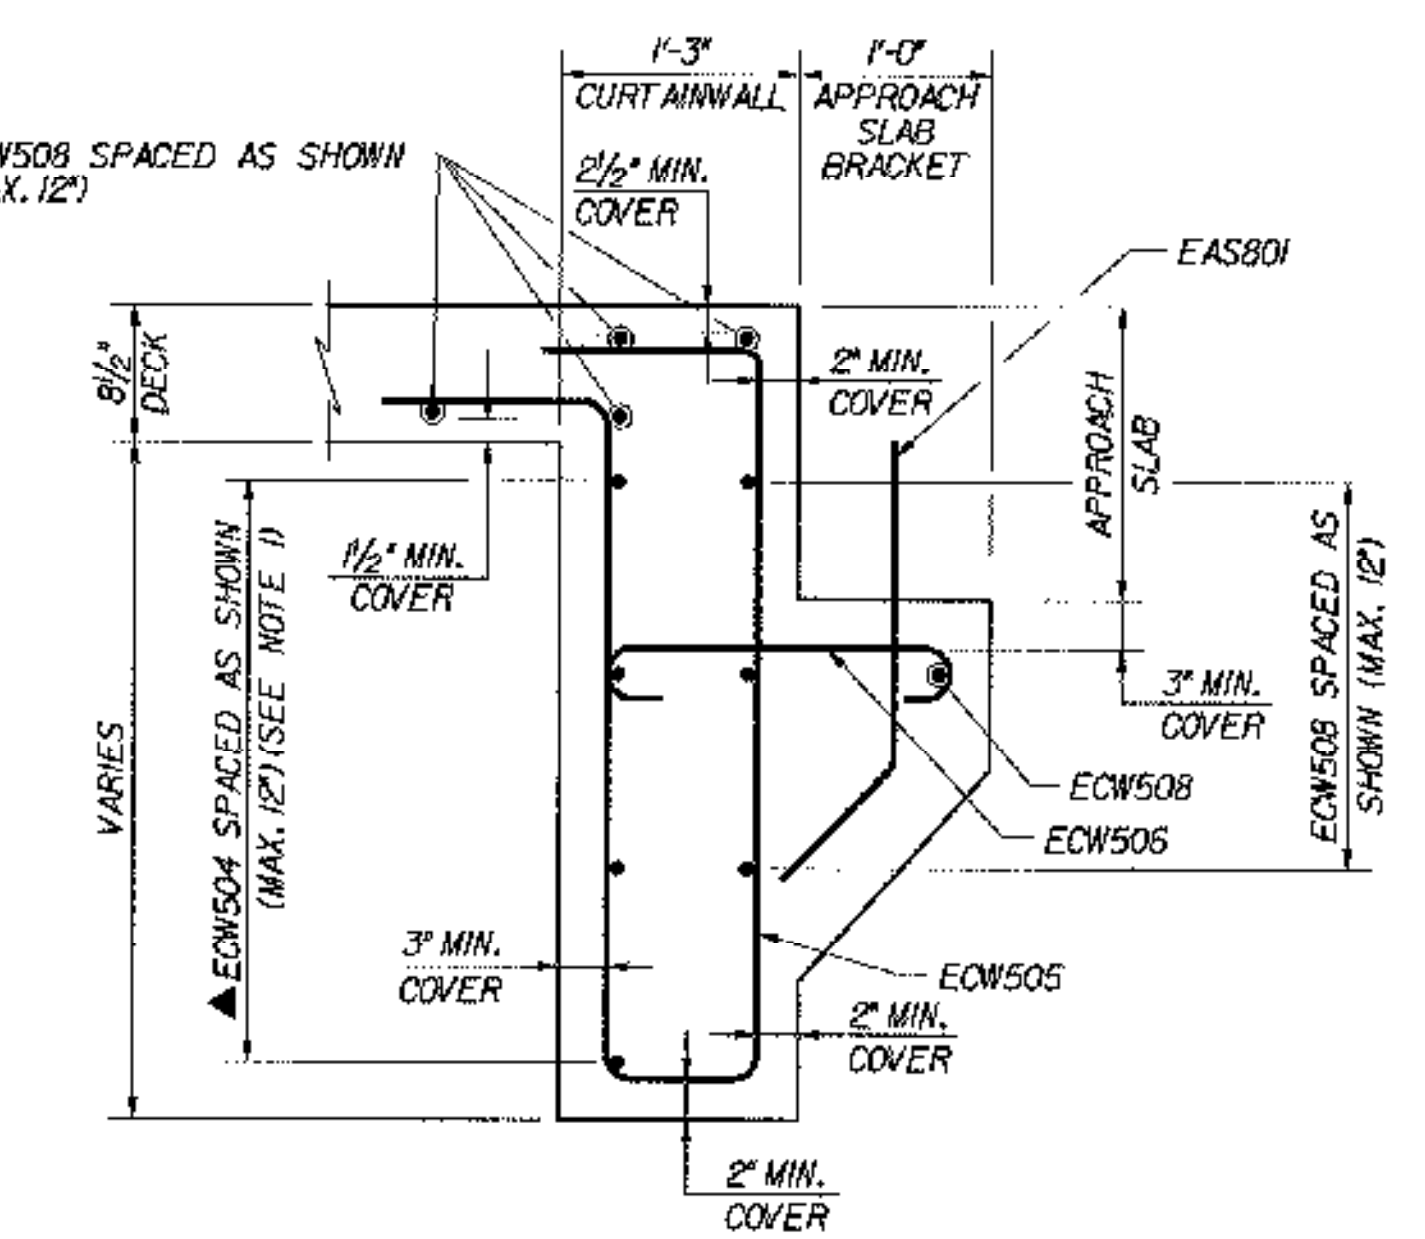 1'-3"
CURTAINWALL
1'-0"
APPROACH
SLAB
BRACKET
W508 SPACED AS SHOWN
X. 12")
2½" MIN.
COVER
EAS801
8½"
DECK
2" MIN.
COVER
APPROACH
SLAB
1½" MIN.
COVER
VARIES
▲ECW504 SPACED AS SHOWN
(MAX. 12") (SEE NOTE 1)
3" MIN.
COVER
ECW508 SPACED AS
SHOWN (MAX. 12")
ECW508
ECW506
3" MIN.
COVER
ECW505
2" MIN.
COVER
2" MIN.
COVER